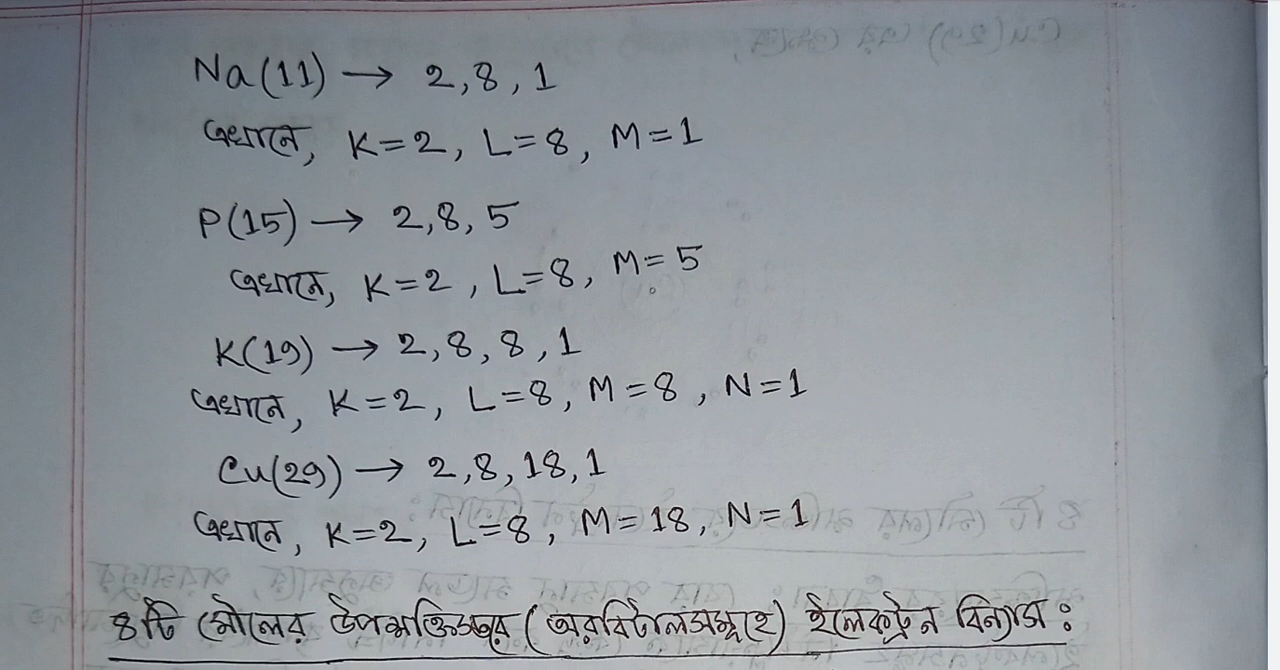 Na(11) → 2,8,1
এখানে, K=2, L=8, M=1
P(15) → 2,8,5
এখানে, K=2, L=8, M=5
K(19) → 2,8,8,1
এখানে, K=2, L=8, M=8, N=1
Cu(29) → 2,8,18,1
এখানে, K=2, L=8, M=18, N=1
৪টি মৌলের উপশক্তিস্তরে (অরবিটালসমূহে) ইলেকট্রন বিন্যাস: